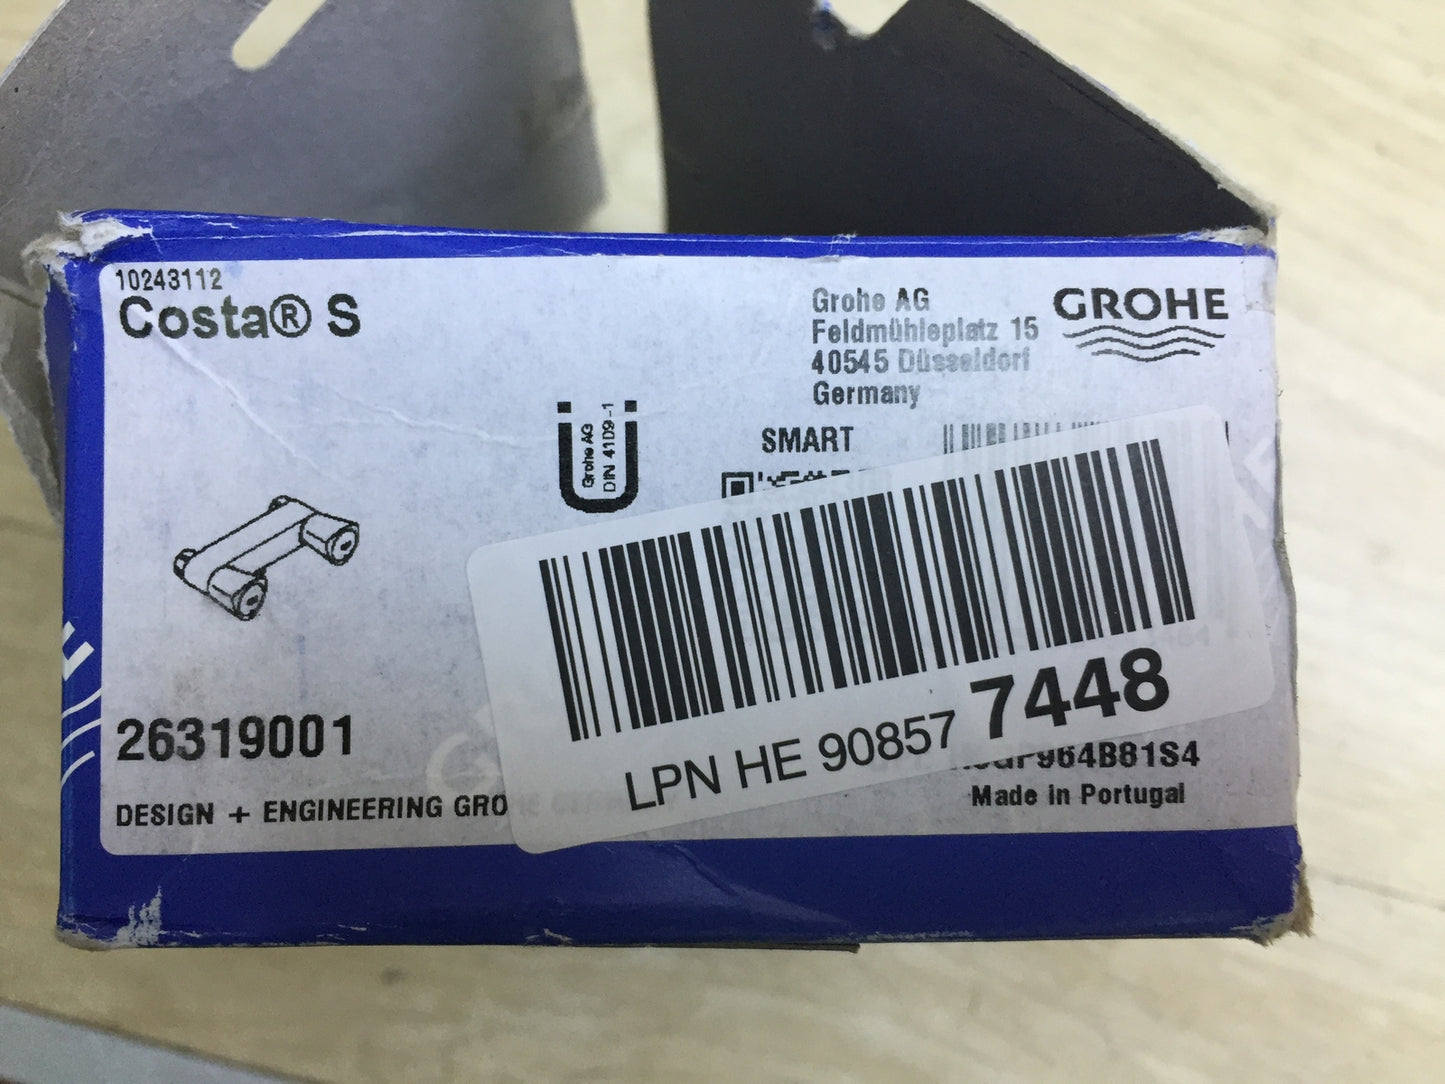 10243112
Costa® S
Grohe AG
Feldmühleplatz 15
40545 Düsseldorf
Germany
GROHE
Grohe AG
DIN 4109-1
SMART
26319001
LPN HE 90857 7448
964B81S4
Made in Portugal
DESIGN + ENGINEERING GRO